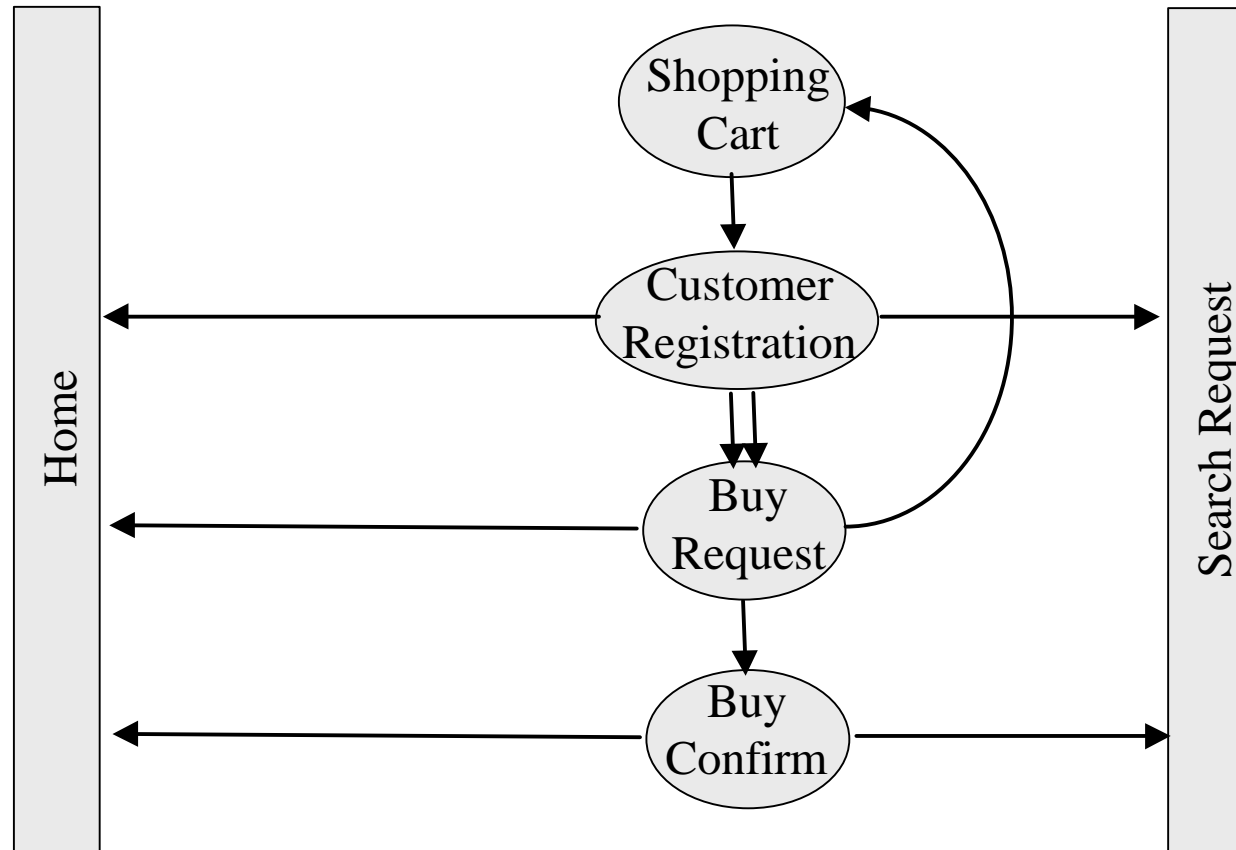 Shopping
Cart
Customer
Registration
Home
Buy
Request
Search Request
Buy
Confirm